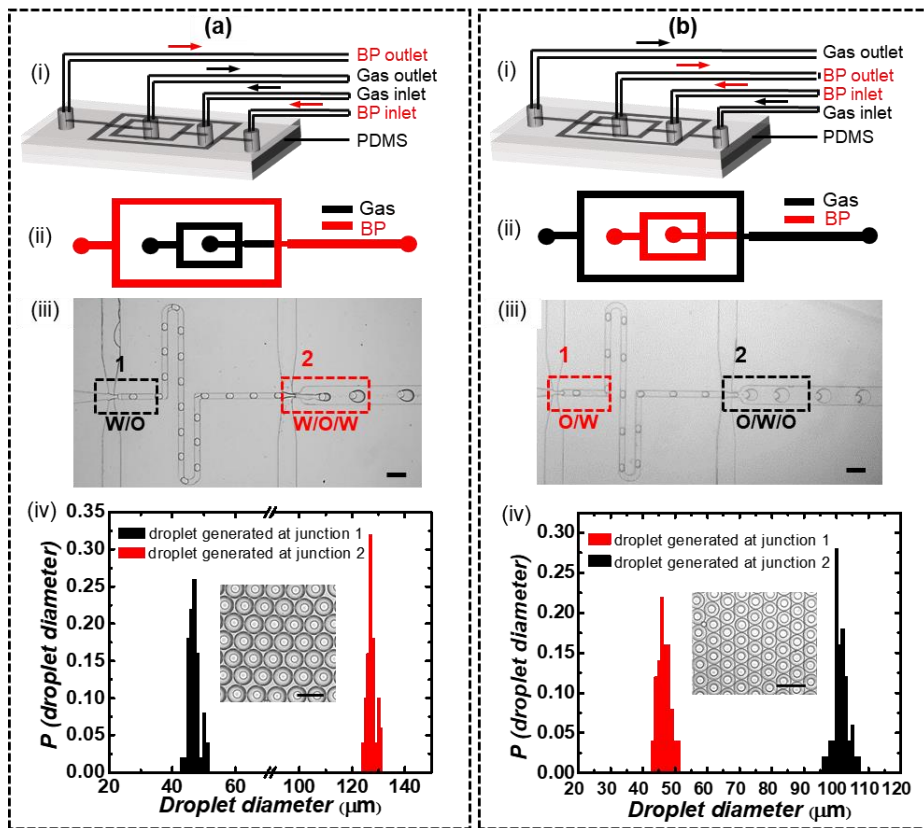 (a)
(i)
BP outlet
Gas outlet
Gas inlet
BP inlet
PDMS
(ii)
Gas
BP
(iii)
1
2
W/O
W/O/W
(iv)
0.35
0.30
0.25
0.20
0.15
0.10
0.05
0.00
P (droplet diameter)
droplet generated at junction 1
droplet generated at junction 2
20 40 60 100 120 140
Droplet diameter (μm)
(b)
(i)
Gas outlet
BP outlet
BP inlet
Gas inlet
PDMS
(ii)
Gas
BP
(iii)
1
2
O/W
O/W/O
(iv)
0.30
0.25
0.20
0.15
0.10
0.05
0.00
P (droplet diameter)
droplet generated at junction 1
droplet generated at junction 2
20 30 40 50 60 70 80 90 100 110 120
Droplet diameter (μm)